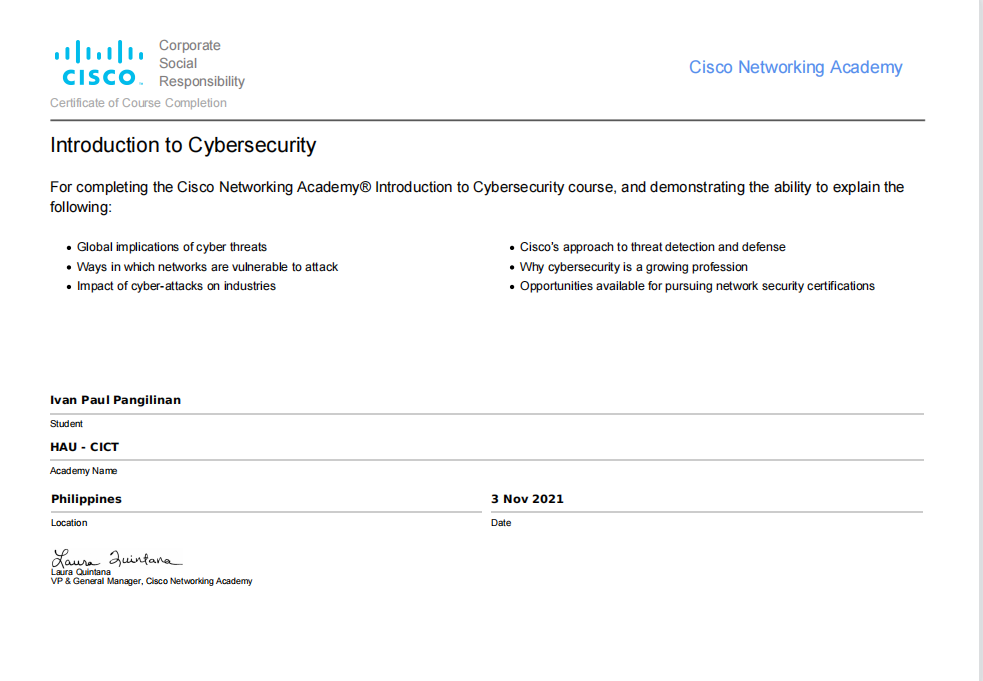 Corporate
Social
Responsibility
CISCO™
Cisco Networking Academy
Certificate of Course Completion
Introduction to Cybersecurity
For completing the Cisco Networking Academy® Introduction to Cybersecurity course, and demonstrating the ability to explain the
following:
• Global implications of cyber threats
• Ways in which networks are vulnerable to attack
• Impact of cyber-attacks on industries
• Cisco's approach to threat detection and defense
• Why cybersecurity is a growing profession
• Opportunities available for pursuing network security certifications
Ivan Paul Pangilinan
Student
HAU - CICT
Academy Name
Philippines
Location
3 Nov 2021
Date
Laura Quintana
Laura Quintana
VP & General Manager, Cisco Networking Academy